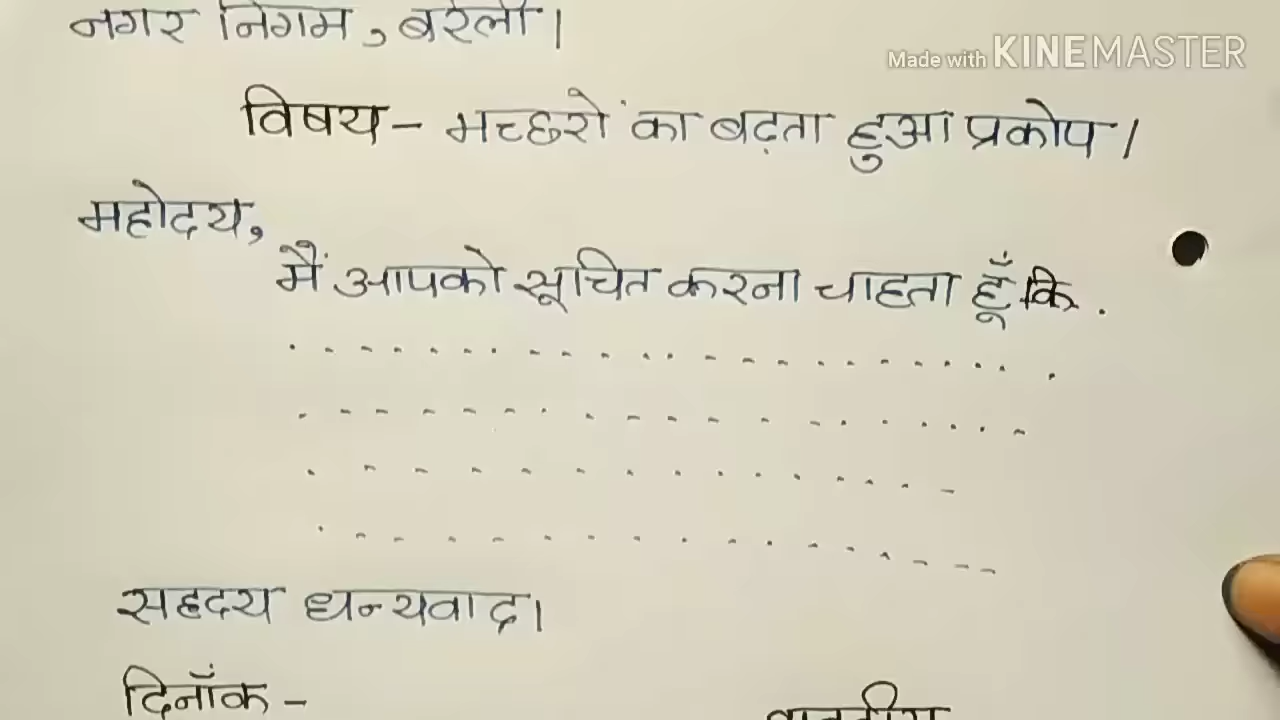 नगर निगम, बरेली।
Made with KINEMASTER
विषय - मच्छरों का बढ़ता हुआ प्रकोप।
महोदय,
मैं आपको सूचित करना चाहता हूँ कि .
सहृदय धन्यवाद।
दिनाँक -